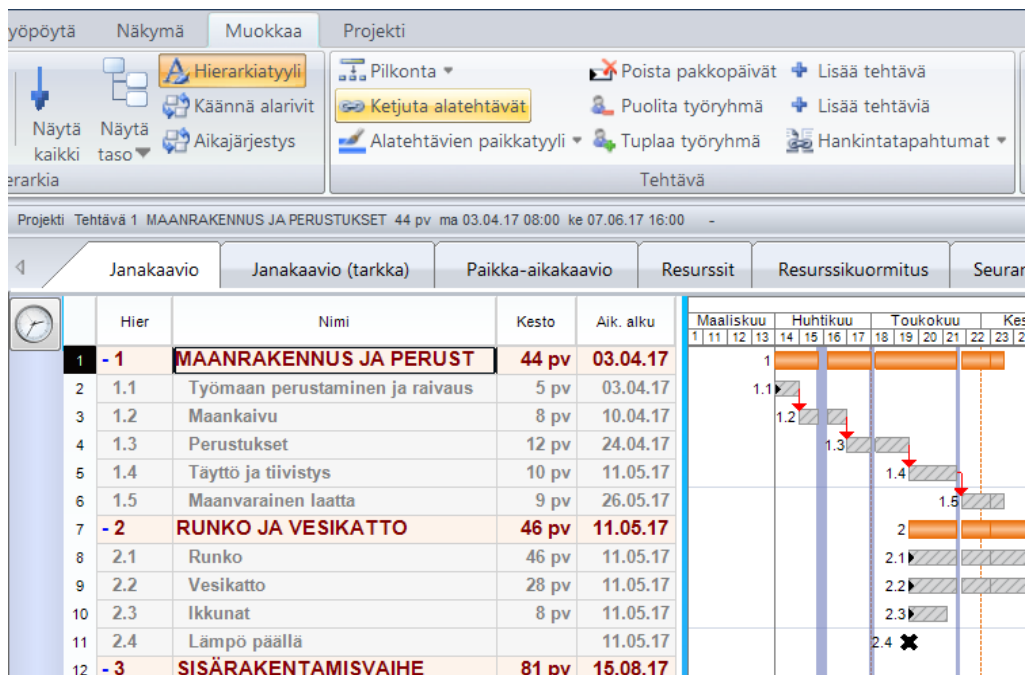 yöpöytä Näkymä Muokkaa Projekti
Hierarkiatyyli Pilkonta Poista pakkopäivät Lisää tehtävä
Käännä alarivit Ketjuta alatehtävät Puolita työryhmä Lisää tehtäviä
Näytä kaikki Näytä taso Aikajärjestys Alatehtävien paikkatyyli Tuplaa työryhmä Hankintatapahtumat
erarkia Tehtävä
Projekti Tehtävä 1 MAANRAKENNUS JA PERUSTUKSET 44 pv ma 03.04.17 08:00 ke 07.06.17 16:00 -
Janakaavio Janakaavio (tarkka) Paikka-aikakaavio Resurssit Resurssikuormitus Seurar
Hier Nimi Kesto Aik. alku Maaliskuu Huhtikuu Toukokuu Kes
1 11 12 13 14 15 16 17 18 19 20 21 22 23 2
1 - 1 MAANRAKENNUS JA PERUST 44 pv 03.04.17 1
2 1.1 Työmaan perustaminen ja raivaus 5 pv 03.04.17 1.1
3 1.2 Maankaivu 8 pv 10.04.17 1.2
4 1.3 Perustukset 12 pv 24.04.17 1.3
5 1.4 Täyttö ja tiivistys 10 pv 11.05.17 1.4
6 1.5 Maanvarainen laatta 9 pv 26.05.17 1.5
7 - 2 RUNKO JA VESIKATTO 46 pv 11.05.17 2
8 2.1 Runko 46 pv 11.05.17 2.1
9 2.2 Vesikatto 28 pv 11.05.17 2.2
10 2.3 Ikkunat 8 pv 11.05.17 2.3
11 2.4 Lämpö päällä 11.05.17 2.4
12 - 3 SISÄRAKENTAMISVAIHE 81 pv 15.08.17